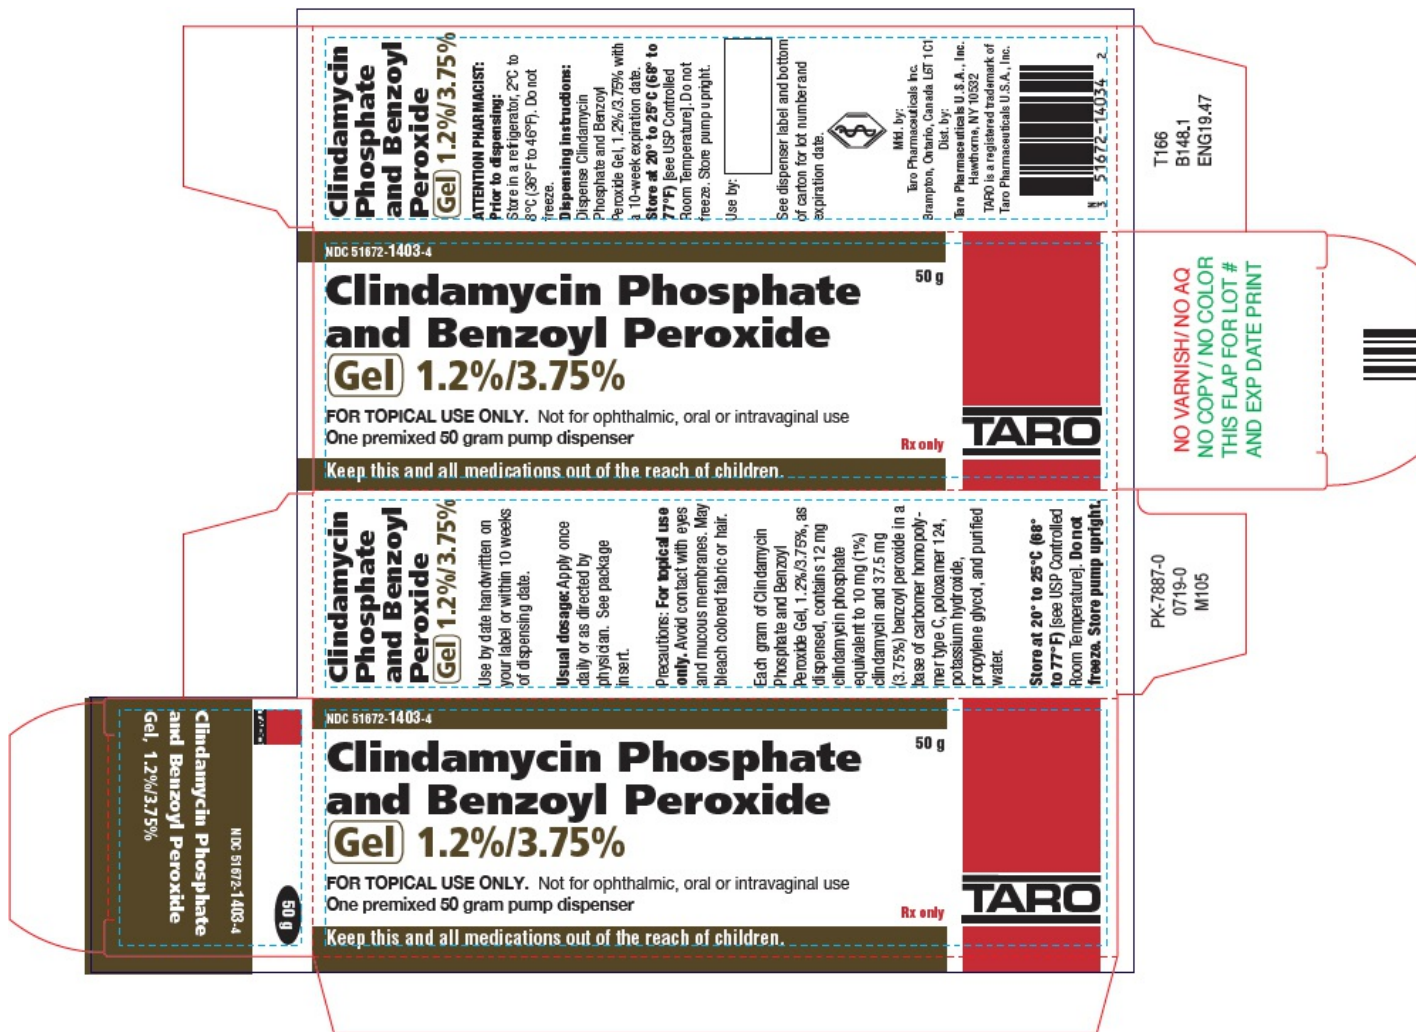 Clindamycin
Phosphate
and Benzoyl
Peroxide
Gel 1.2%/3.75%
ATTENTION PHARMACIST:
Prior to dispensing:
Store in a refrigerator, 2°C to
8°C (36°F to 46°F). Do not
freeze.
Dispensing instructions:
Dispense Clindamycin
Phosphate and Benzoyl
Peroxide Gel, 1.2%/3.75% with
a 10-week expiration date.
Store at 20° to 25°C (68° to
77°F) [see USP Controlled
Room Temperature]. Do not
freeze. Store pump upright.
Use by:
See dispenser label and bottom
of carton for lot number and
expiration date.
Mfd. by:
Taro Pharmaceuticals Inc.
Brampton, Ontario, Canada L6T 1C1
Dist. by:
Taro Pharmaceuticals U.S.A., Inc.
Hawthorne, NY 10532
TARO is a registered trademark of
Taro Pharmaceuticals U.S.A., Inc.
N
3
51672-14034
2
T166
B148.1
ENG19.47
NDC 51672-1403-4
50 g
Clindamycin Phosphate
and Benzoyl Peroxide
Gel 1.2%/3.75%
FOR TOPICAL USE ONLY. Not for ophthalmic, oral or intravaginal use
One premixed 50 gram pump dispenser
Rx only
Keep this and all medications out of the reach of children.
TARO
NO VARNISH/ NO AQ
NO COPY / NO COLOR
THIS FLAP FOR LOT #
AND EXP DATE PRINT
Clindamycin
Phosphate
and Benzoyl
Peroxide
Gel 1.2%/3.75%
Use by date handwritten on
your label or within 10 weeks
of dispensing date.
Usual dosage: Apply once
daily or as directed by
physician. See package
insert.
Precautions: For topical use
only. Avoid contact with eyes
and mucous membranes. May
bleach colored fabric or hair.
Each gram of Clindamycin
Phosphate and Benzoyl
Peroxide Gel, 1.2%/3.75%, as
dispensed, contains 12 mg
clindamycin phosphate
equivalent to 10 mg (1%)
clindamycin and 37.5 mg
(3.75%) benzoyl peroxide in a
base of carbomer homopoly-
mer type C, poloxamer 124,
potassium hydroxide,
propylene glycol, and purified
water.
Store at 20° to 25°C (68°
to 77°F) [see USP Controlled
Room Temperature]. Do not
freeze. Store pump upright.
PK-7887-0
0719-0
M105
NDC 51672-1403-4
50 g
Clindamycin Phosphate
and Benzoyl Peroxide
Gel 1.2%/3.75%
FOR TOPICAL USE ONLY. Not for ophthalmic, oral or intravaginal use
One premixed 50 gram pump dispenser
Rx only
Keep this and all medications out of the reach of children.
TARO
TARO
NDC 51672-1403-4
Clindamycin Phosphate
and Benzoyl Peroxide
Gel, 1.2%/3.75%
50 g